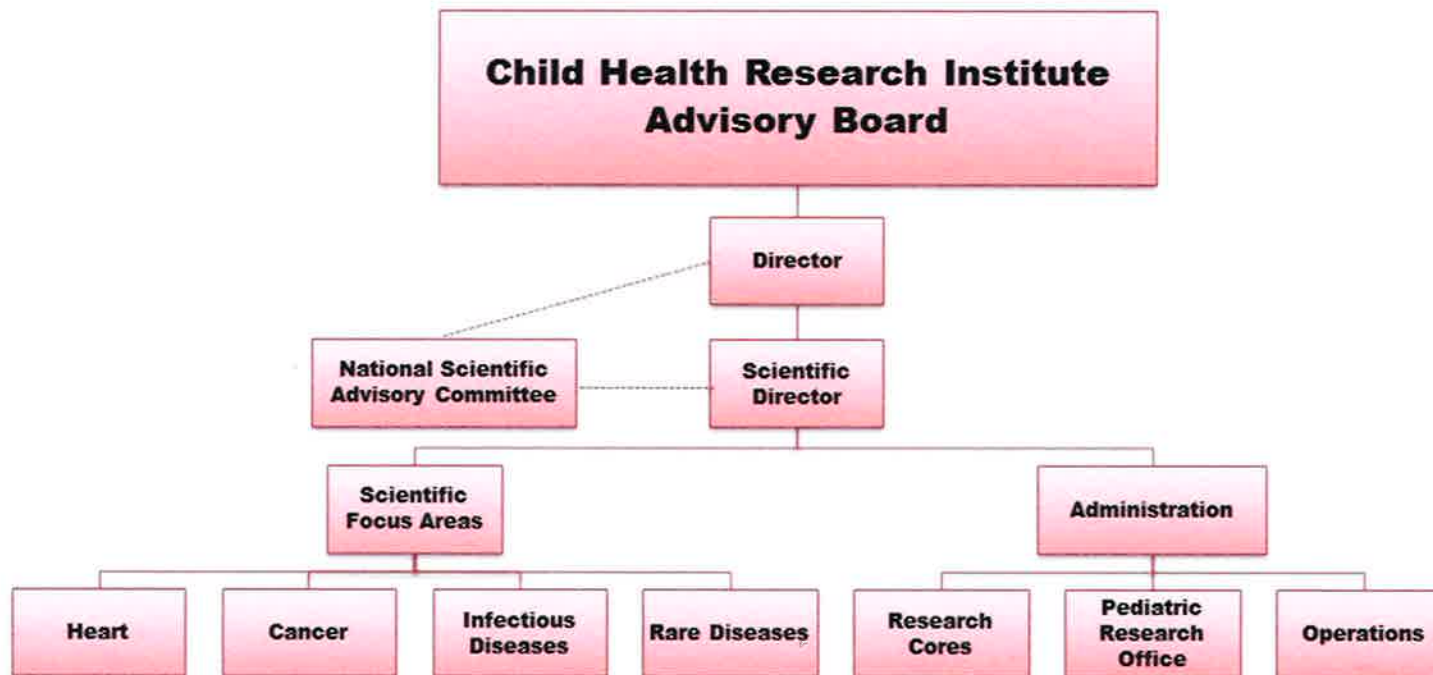 Child Health Research Institute
Advisory Board
Director
National Scientific
Advisory Committee
Scientific
Director
Scientific
Focus Areas
Administration
Heart
Cancer
Infectious
Diseases
Rare Diseases
Research
Cores
Pediatric
Research
Office
Operations